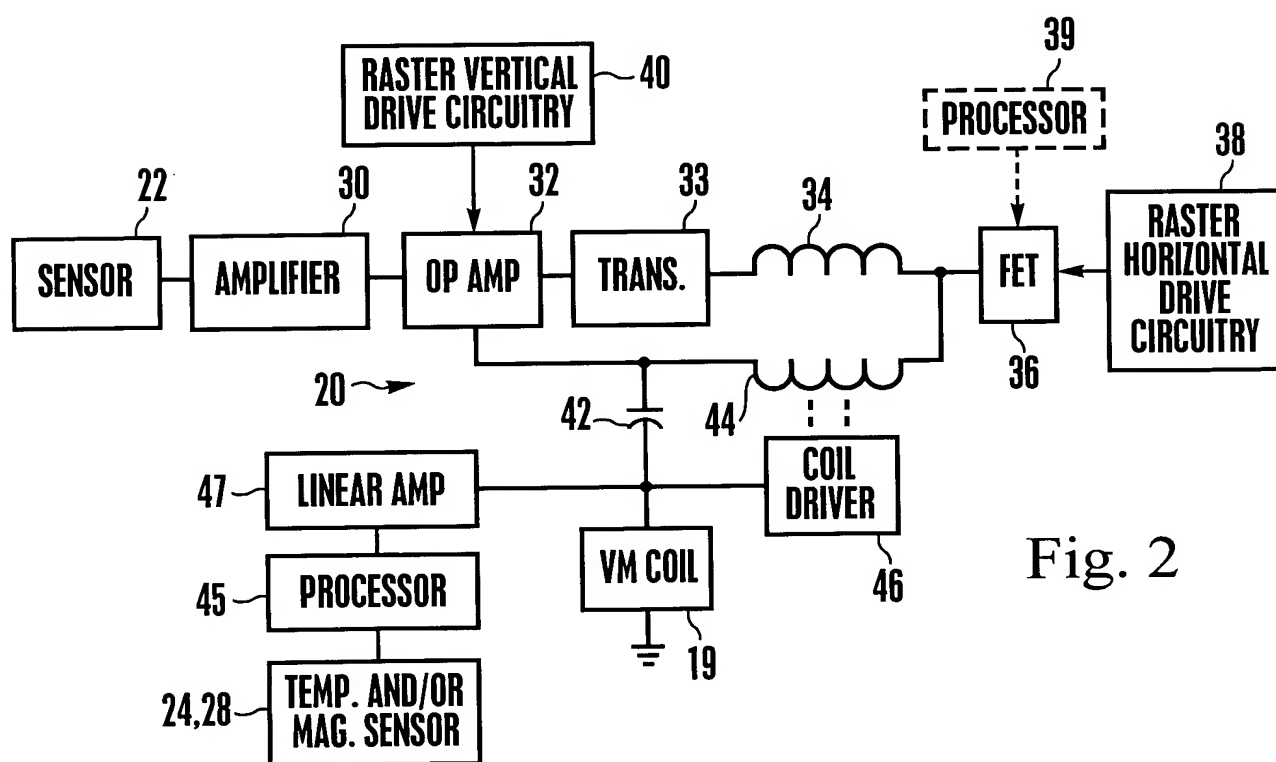 RASTER VERTICAL
DRIVE CIRCUITRY
40
39
PROCESSOR
22
30
32
33
34
38
SENSOR
AMPLIFIER
OP AMP
TRANS.
FET
RASTER
HORIZONTAL
DRIVE
CIRCUITRY
36
20
42
44
47
LINEAR AMP
COIL
DRIVER
46
45
PROCESSOR
VM COIL
19
24,28
TEMP. AND/OR
MAG. SENSOR
Fig. 2